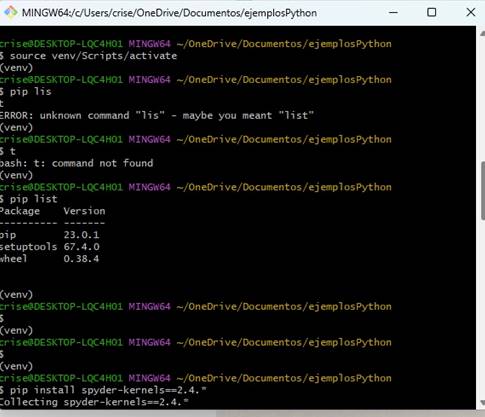 MINGW64:/c/Users/crise/OneDrive/Documentos/ejemplosPython
crise@DESKTOP-LQC4H01 MINGW64 ~/OneDrive/Documentos/ejemplosPython
$ source venv/Scripts/activate
(venv)
crise@DESKTOP-LQC4H01 MINGW64 ~/OneDrive/Documentos/ejemplosPython
$ pip lis
t
ERROR: unknown command "lis" - maybe you meant "list"
(venv)
crise@DESKTOP-LQC4H01 MINGW64 ~/OneDrive/Documentos/ejemplosPython
$ t
bash: t: command not found
(venv)
crise@DESKTOP-LQC4H01 MINGW64 ~/OneDrive/Documentos/ejemplosPython
$ pip list
Package    Version
---------- -------
pip        23.0.1
setuptools 67.4.0
wheel      0.38.4
(venv)
crise@DESKTOP-LQC4H01 MINGW64 ~/OneDrive/Documentos/ejemplosPython
$
(venv)
crise@DESKTOP-LQC4H01 MINGW64 ~/OneDrive/Documentos/ejemplosPython
$
(venv)
crise@DESKTOP-LQC4H01 MINGW64 ~/OneDrive/Documentos/ejemplosPython
$ pip install spyder-kernels==2.4.*
Collecting spyder-kernels==2.4.*